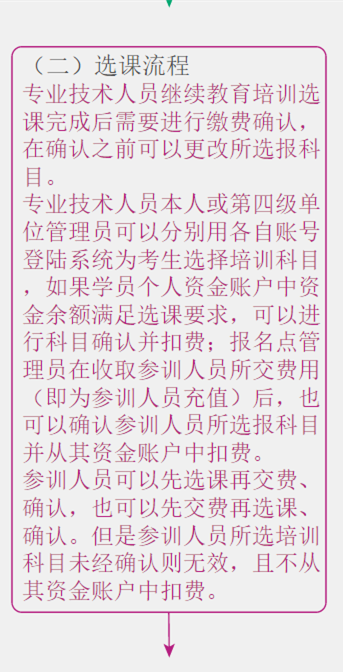 （二）选课流程
专业技术人员继续教育培训选
课完成后需要进行缴费确认，
在确认之前可以更改所选报科
目。
专业技术人员本人或第四级单
位管理员可以分别用各自账号
登陆系统为考生选择培训科目
，如果学员个人资金账户中资
金余额满足选课要求，可以进
行科目确认并扣费；报名点管
理员在收取参训人员所交费用
（即为参训人员充值）后，也
可以确认参训人员所选报科目
并从其资金账户中扣费。
参训人员可以先选课再交费、
确认，也可以先交费再选课、
确认。但是参训人员所选培训
科目未经确认则无效，且不从
其资金账户中扣费。